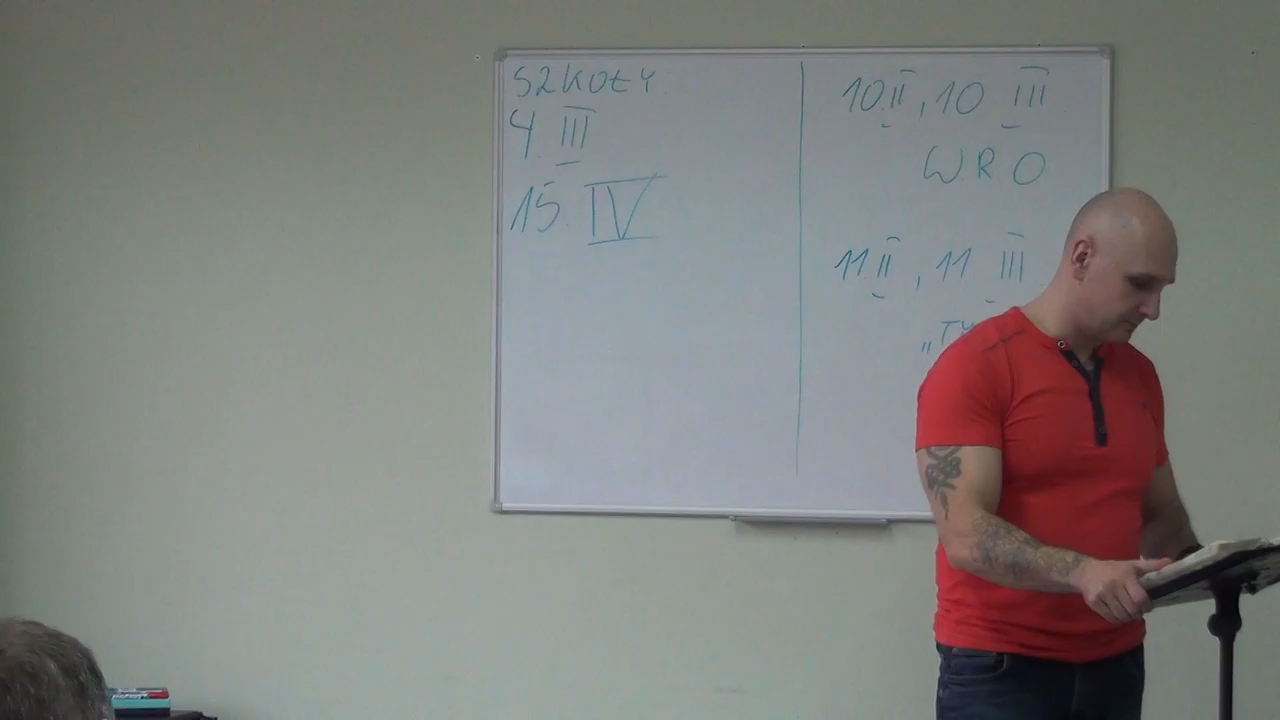 SZKOŁY
4. III
15. IV
10.II, 10 III
W.R O
11 II, 11 III